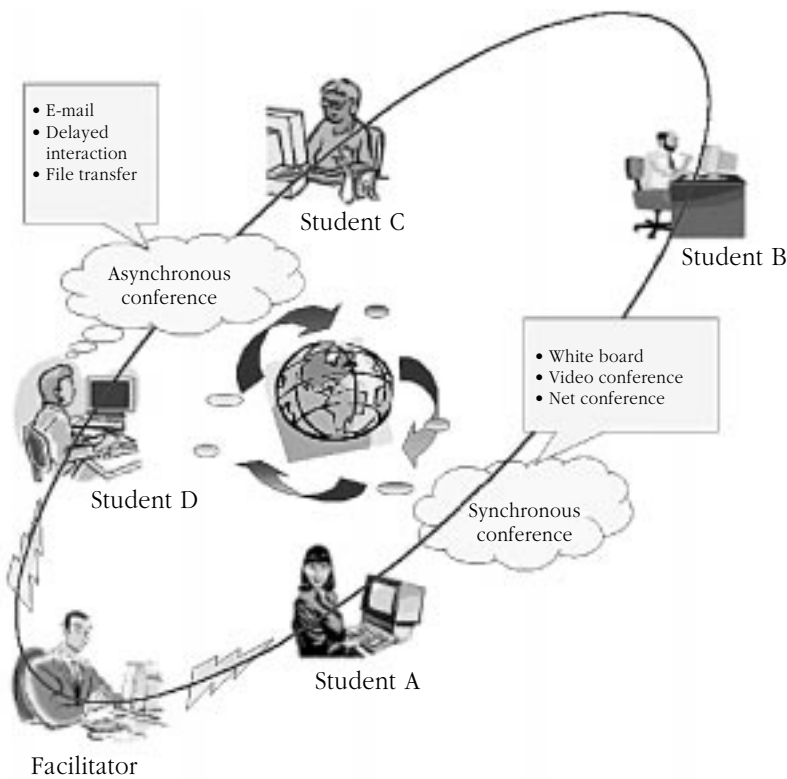 • E-mail
• Delayed
interaction
• File transfer
Student C
Student B
Asynchronous
conference
• White board
• Video conference
• Net conference
Student D
Synchronous
conference
Student A
Facilitator